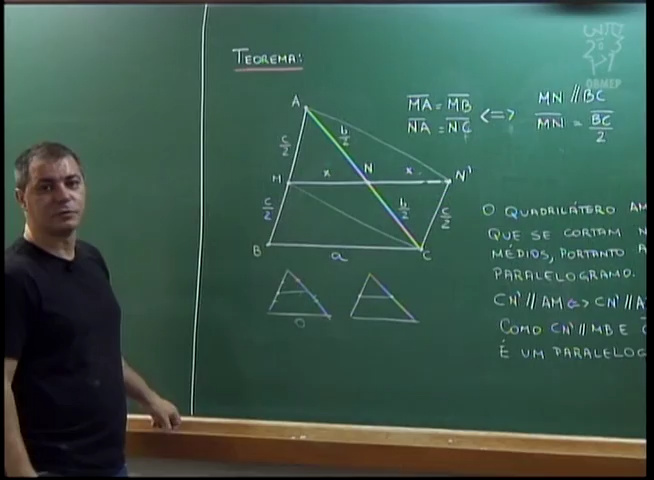 TEOREMA:
MA = MB <=> MN // BC
NA = NC MN = BC/2
A
c/2
b/2
M x N x N'
c/2
b/2
c/2
B a C
O QUADRILÁTERO AM
QUE SE CORTAM N
MÉDIOS, PORTANTO A
PARALELOGRAMO.
CN' // AM <=> CN' // A
COMO CN' // MB E C
É UM PARALELOG
OBMEP